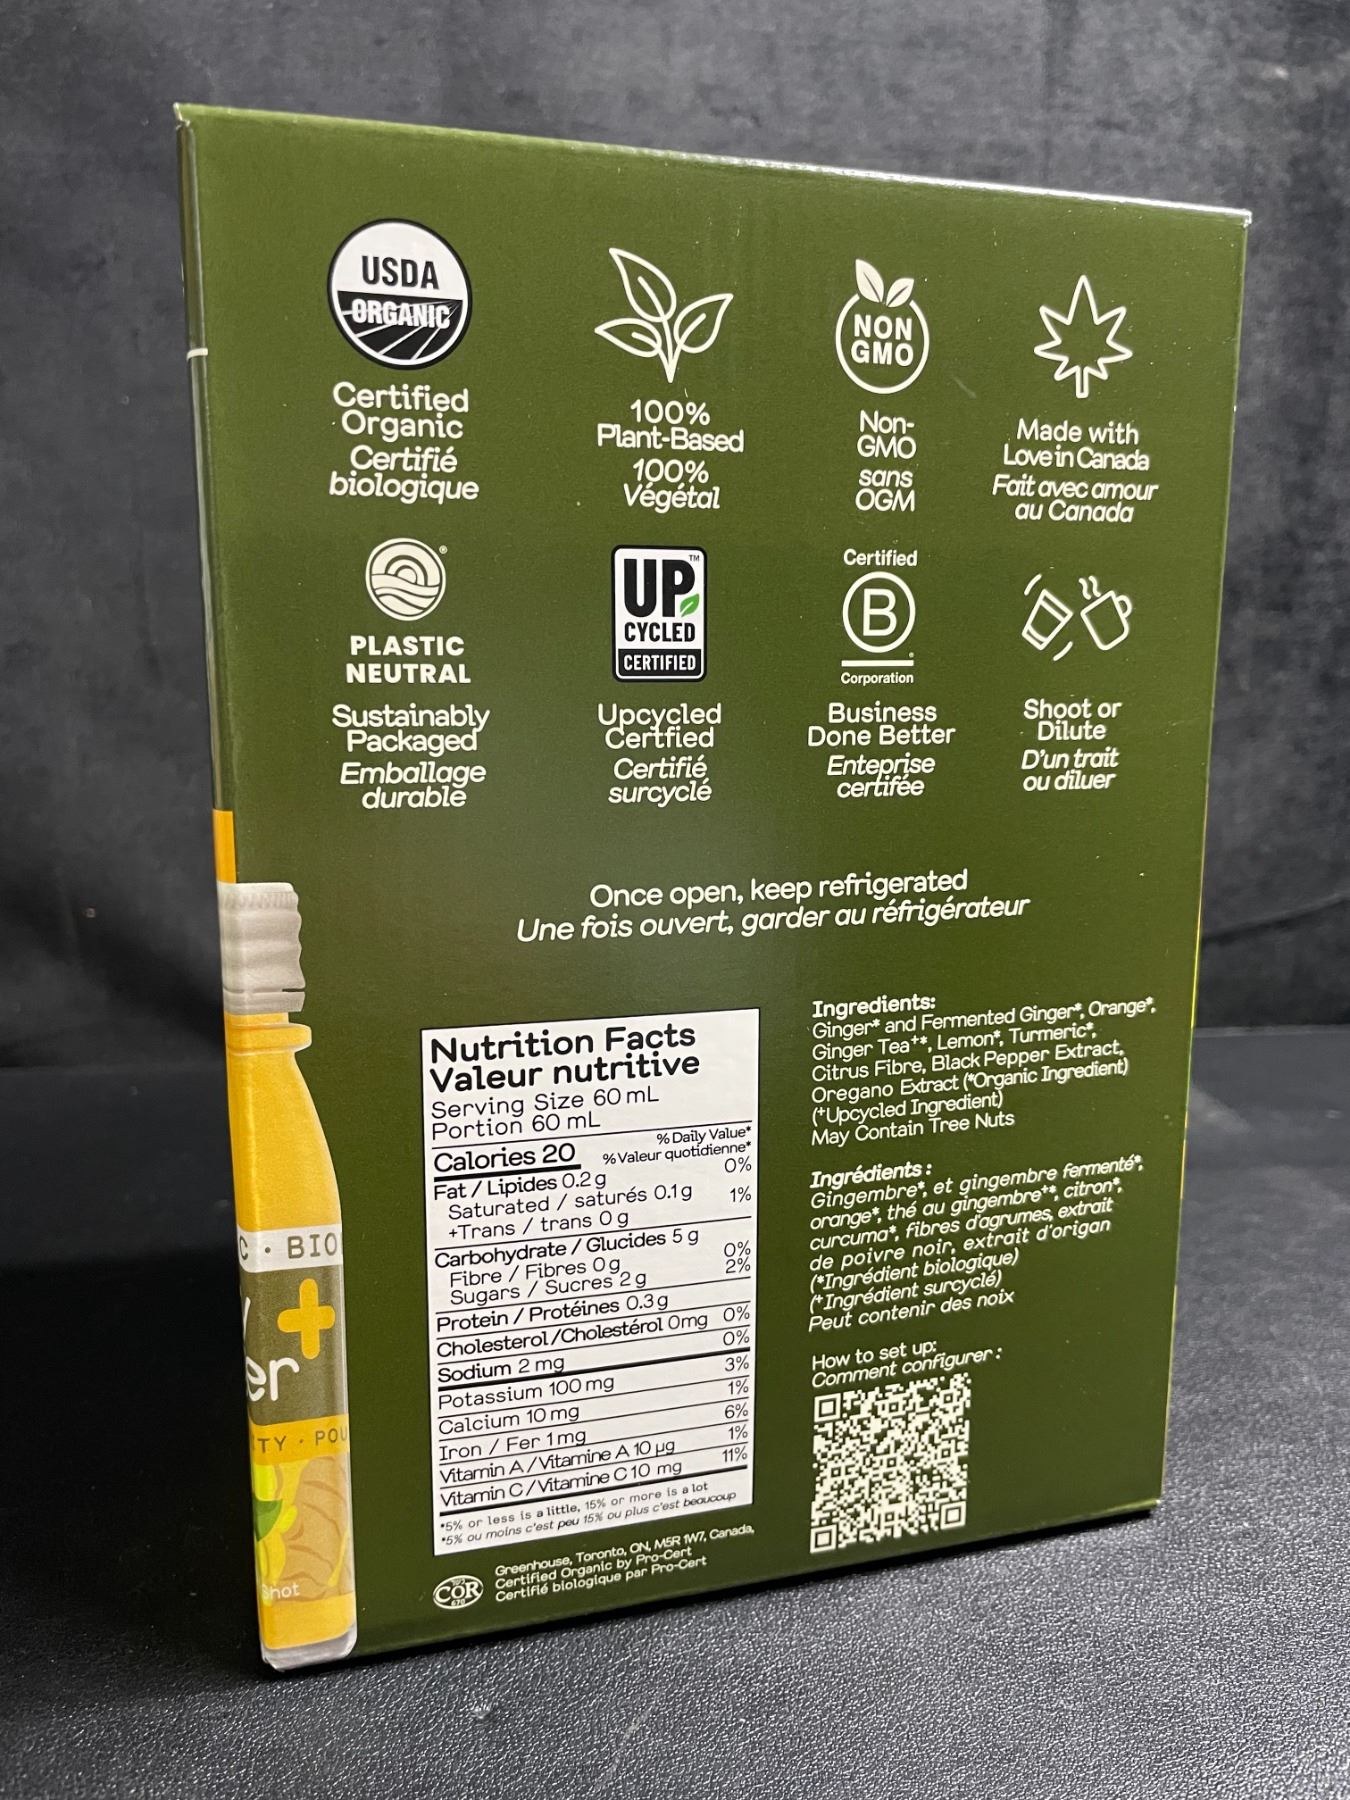 USDA
ORGANIC
Certified
Organic
Certifié
biologique
100%
Plant-Based
100%
Végétal
NON
GMO
Non-
GMO
sans
OGM
Made with
Love in Canada
Fait avec amour
au Canada
PLASTIC
NEUTRAL
Sustainably
Packaged
Emballage
durable
UP™
CYCLED
CERTIFIED
Upcycled
Certfied
Certifié
surcyclé
Certified
B
Corporation
Business
Done Better
Enteprise
certifée
Shoot or
Dilute
D'un trait
ou diluer
Once open, keep refrigerated
Une fois ouvert, garder au réfrigérateur
Nutrition Facts
Valeur nutritive
Serving Size 60 mL
Portion 60 mL
Calories 20
% Daily Value*
% Valeur quotidienne*
Fat / Lipides 0.2 g 0%
Saturated / saturés 0.1 g
+Trans / trans 0 g 1%
Carbohydrate / Glucides 5 g
Fibre / Fibres 0 g 0%
Sugars / Sucres 2 g 2%
Protein / Protéines 0.3 g
Cholesterol /Cholestérol 0mg 0%
Sodium 2 mg 0%
Potassium 100 mg 3%
Calcium 10 mg 1%
Iron / Fer 1 mg 6%
Vitamin A / Vitamine A 10 µg 1%
Vitamin C / Vitamine C 10 mg 11%
*5% or less is a little, 15% or more is a lot
*5% ou moins c'est peu 15% ou plus c'est beaucoup
COR
Greenhouse, Toronto, ON, M5R 1W7, Canada,
Certified Organic by Pro-Cert
Certifié biologique par Pro-Cert
Ingredients:
Ginger* and Fermented Ginger*, Orange*,
Ginger Tea+*, Lemon*, Turmeric*,
Citrus Fibre, Black Pepper Extract,
Oregano Extract (*Organic Ingredient)
(+Upcycled Ingredient)
May Contain Tree Nuts
Ingrédients :
Gingembre*, et gingembre fermenté*,
orange*, thé au gingembre+*, citron*,
curcuma*, fibres d'agrumes, extrait
de poivre noir, extrait d'origan
(*Ingrédient biologique)
(+Ingrédient surcyclé)
Peut contenir des noix
How to set up:
Comment configurer :
C · BIO
er+
TY · POU
Shot